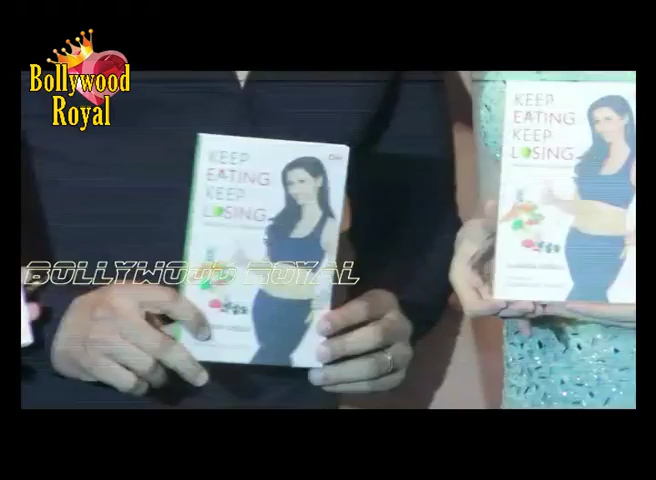 Bollywood
Royal
KEEP
EATING
KEEP
LOSING
KEEP
EATING
KEEP
LOSING
BOLLYWOOD ROYAL